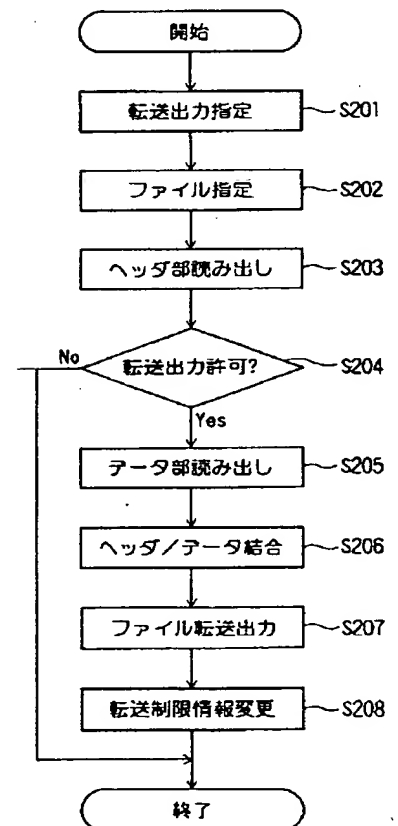 開始
転送出力指定 S201
ファイル指定 S202
ヘッダ部読み出し S203
転送出力許可? S204
No
Yes
データ部読み出し S205
ヘッダ/データ結合 S206
ファイル転送出力 S207
転送制限情報変更 S208
終了